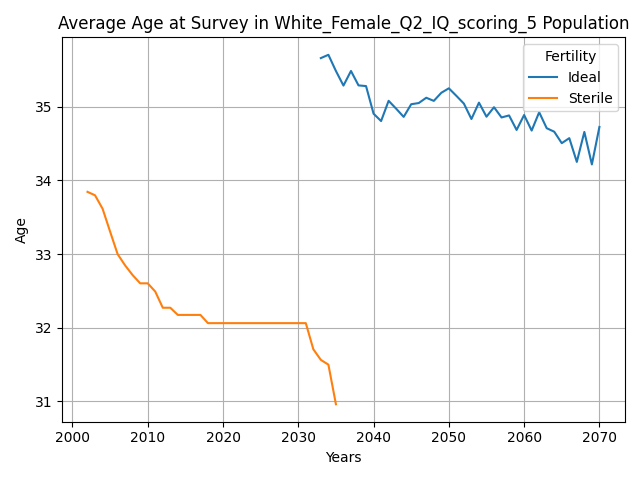 Average Age at Survey in White_Female_Q2_IQ_scoring_5 Population
Fertility
Ideal
Sterile
Age
35
34
33
32
31
2000 2010 2020 2030 2040 2050 2060 2070
Years